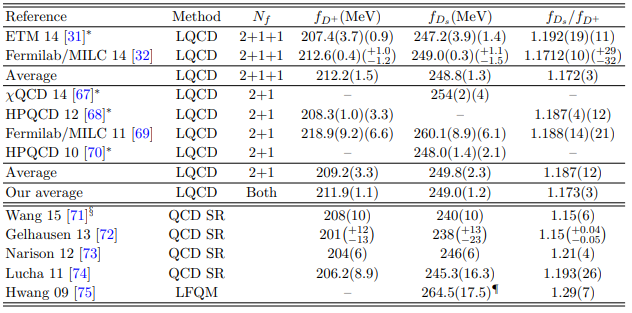 Reference Method N_f f_{D^+}(MeV) f_{D_s}(MeV) f_{D_s}/f_{D^+}
ETM 14 [31]* LQCD 2+1+1 207.4(3.7)(0.9) 247.2(3.9)(1.4) 1.192(19)(11)
Fermilab/MILC 14 [32] LQCD 2+1+1 212.6(0.4)(^{+1.0}_{−1.2}) 249.0(0.3)(^{+1.1}_{−1.5}) 1.1712(10)(^{+29}_{−32})
Average LQCD 2+1+1 212.2(1.5) 248.8(1.3) 1.172(3)
χQCD 14 [67]* LQCD 2+1 – 254(2)(4) –
HPQCD 12 [68]* LQCD 2+1 208.3(1.0)(3.3) – 1.187(4)(12)
Fermilab/MILC 11 [69] LQCD 2+1 218.9(9.2)(6.6) 260.1(8.9)(6.1) 1.188(14)(21)
HPQCD 10 [70]* LQCD 2+1 – 248.0(1.4)(2.1) –
Average LQCD 2+1 209.2(3.3) 249.8(2.3) 1.187(12)
Our average LQCD Both 211.9(1.1) 249.0(1.2) 1.173(3)
Wang 15 [71]§ QCD SR 208(10) 240(10) 1.15(6)
Gelhausen 13 [72] QCD SR 201(^{+12}_{−13}) 238(^{+13}_{−23}) 1.15(^{+0.04}_{−0.05})
Narison 12 [73] QCD SR 204(6) 246(6) 1.21(4)
Lucha 11 [74] QCD SR 206.2(8.9) 245.3(16.3) 1.193(26)
Hwang 09 [75] LFQM – 264.5(17.5)¶ 1.29(7)